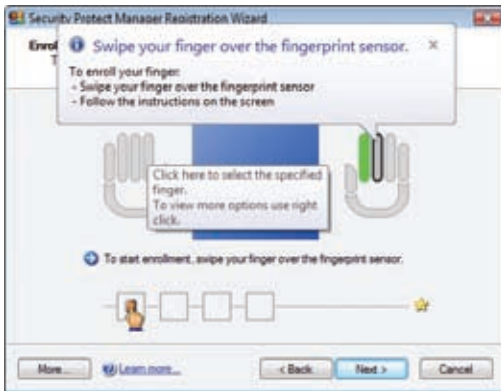 Security Protect Manager Registration Wizard
Enrol
T
Swipe your finger over the fingerprint sensor.
To enroll your finger:
- Swipe your finger over the fingerprint sensor
- Follow the instructions on the screen
Click here to select the specified
finger.
To view more options use right
click.
To start enrollment, swipe your finger over the fingerprint sensor.
More...
Learn more...
< Back
Next >
Cancel